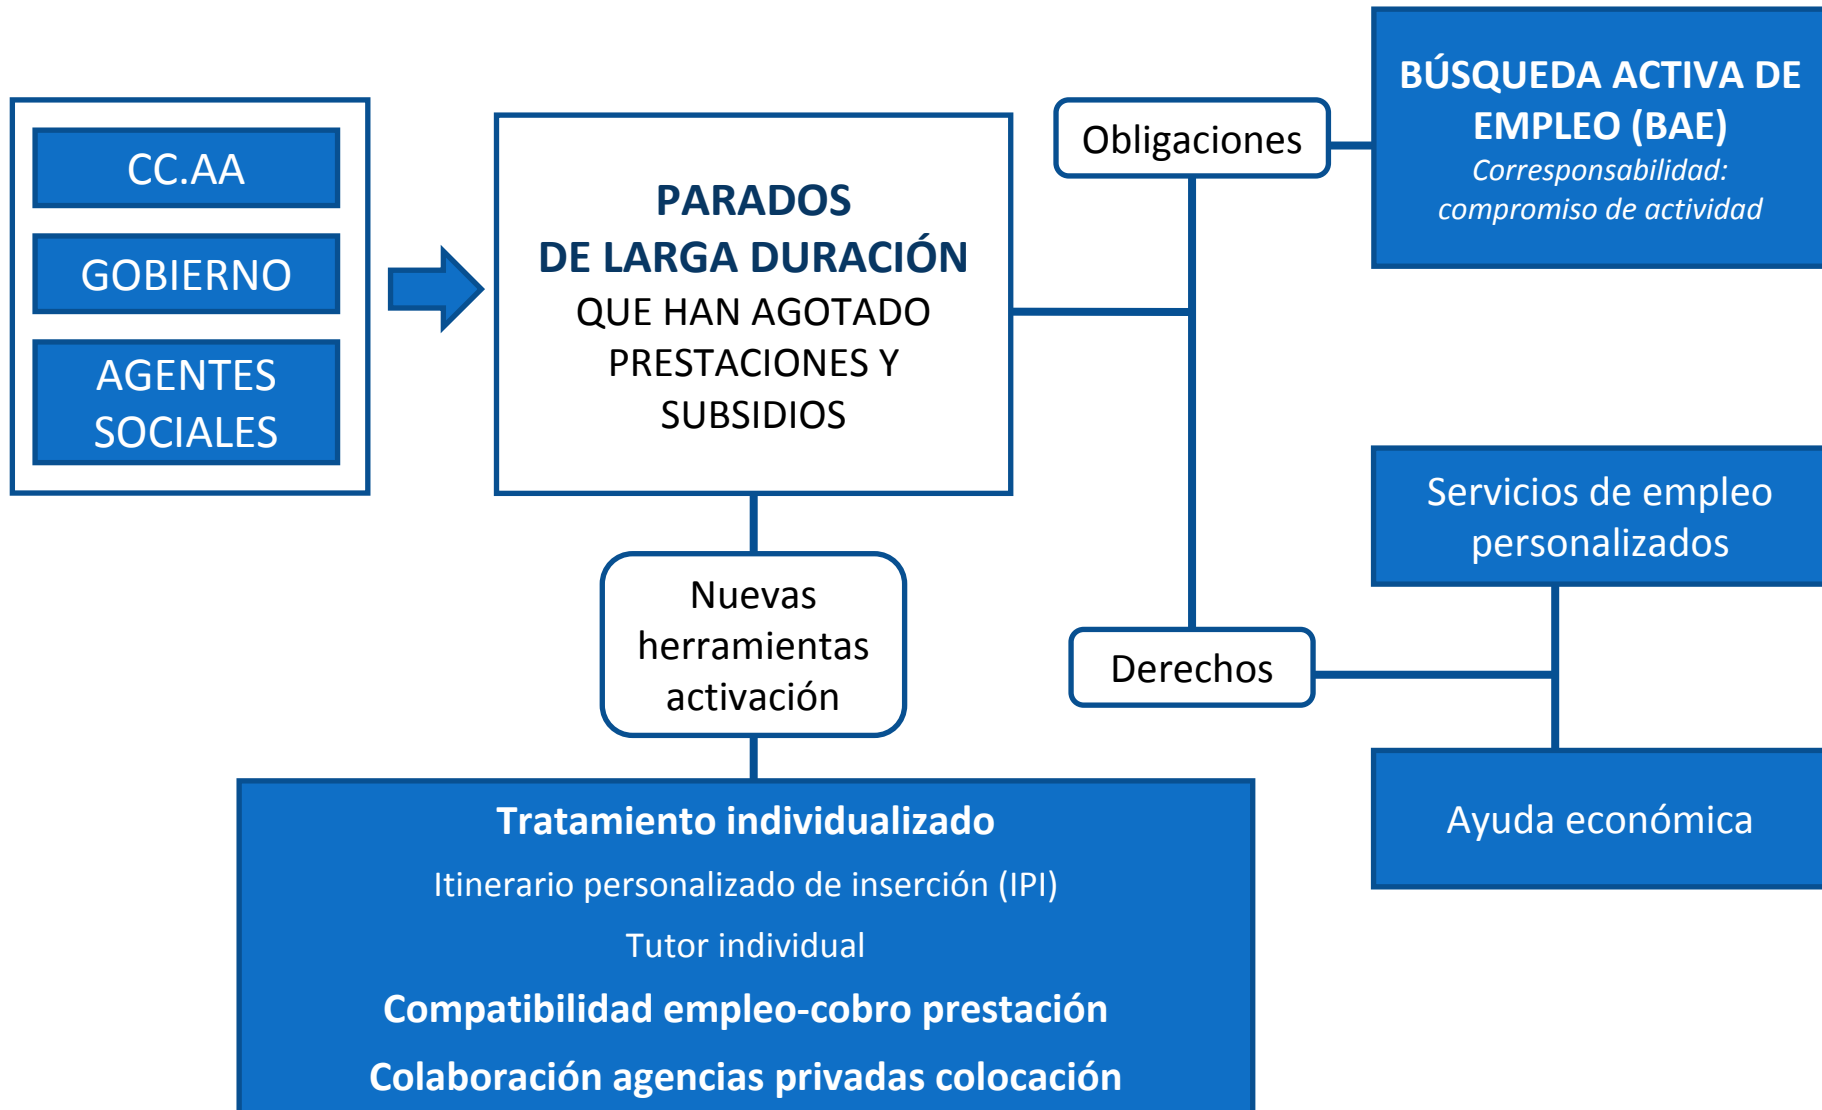 CC.AA
GOBIERNO
AGENTES
SOCIALES
PARADOS
DE LARGA DURACIÓN
QUE HAN AGOTADO
PRESTACIONES Y
SUBSIDIOS
Obligaciones
BÚSQUEDA ACTIVA DE
EMPLEO (BAE)
Corresponsabilidad:
compromiso de actividad
Derechos
Servicios de empleo
personalizados
Ayuda económica
Nuevas
herramientas
activación
Tratamiento individualizado
Itinerario personalizado de inserción (IPI)
Tutor individual
Compatibilidad empleo-cobro prestación
Colaboración agencias privadas colocación